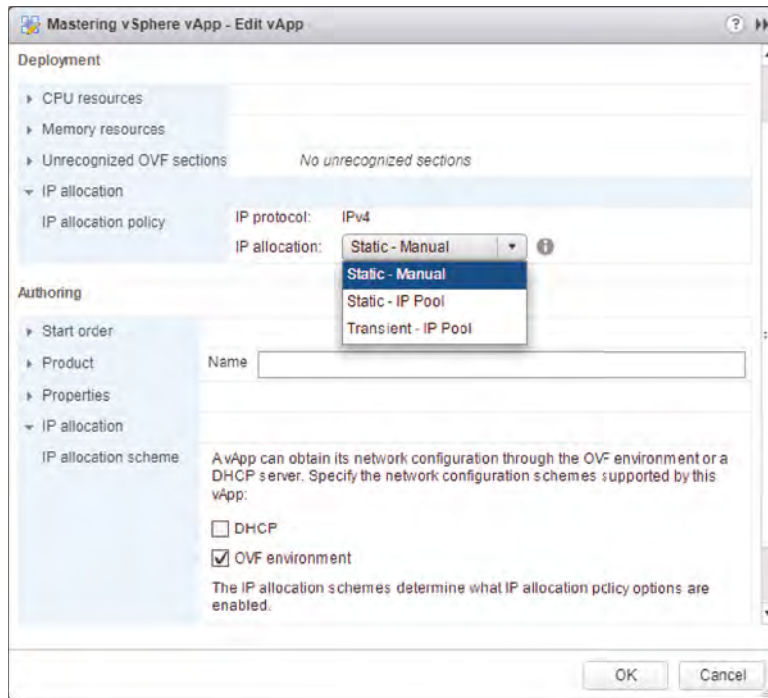 Mastering vSphere vApp - Edit vApp
Deployment
CPU resources
Memory resources
Unrecognized OVF sections No unrecognized sections
IP allocation
IP allocation policy IP protocol: IPv4
IP allocation: Static - Manual
Static - Manual
Static - IP Pool
Transient - IP Pool
Authoring
Start order
Product Name
Properties
IP allocation
IP allocation scheme A vApp can obtain its network configuration through the OVF environment or a
DHCP server. Specify the network configuration schemes supported by this
vApp:
DHCP
OVF environment
The IP allocation schemes determine what IP allocation policy options are
enabled.
OK Cancel